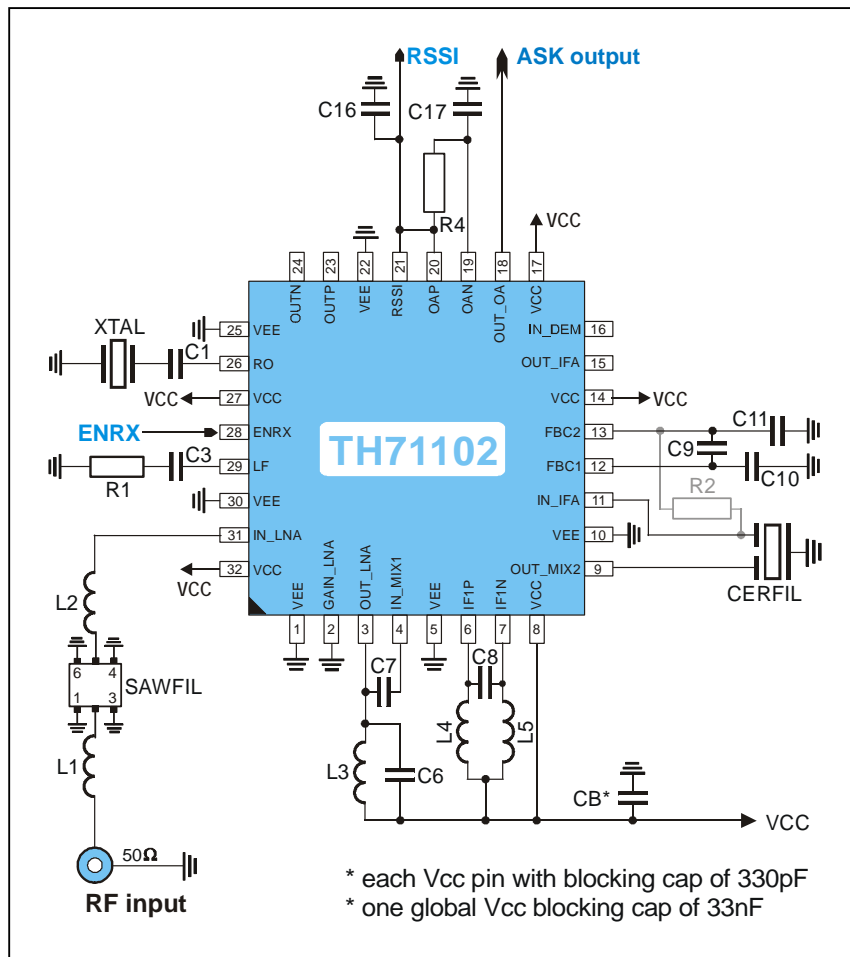 RSSI
ASK output
C16
C17
R4
VCC
24
23
22
21
20
19
18
17
OUTN
OUTP
VEE
RSSI
OAP
OAN
OUT_OA
VCC
XTAL
C1
25 VEE
26 RO
VCC
27 VCC
ENRX
28 ENRX
R1
C3
29 LF
30 VEE
31 IN_LNA
VCC
32 VCC
TH71102
IN_DEM 16
OUT_IFA 15
VCC 14
VCC
FBC2 13
C11
C9
FBC1 12
C10
IN_IFA 11
R2
VEE 10
OUT_MIX2 9
CERFIL
VEE
GAIN_LNA
OUT_LNA
IN_MIX1
VEE
IF1P
IF1N
VCC
1
2
3
4
5
6
7
8
L2
6
4
SAWFIL
1
3
L1
C7
C8
L4
L5
L3
C6
CB*
VCC
50Ω
RF input
* each Vcc pin with blocking cap of 330pF
* one global Vcc blocking cap of 33nF